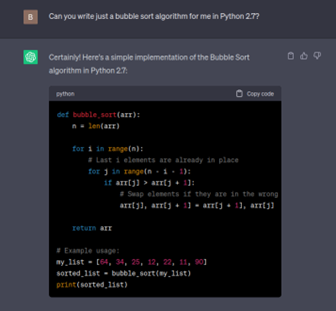 B
Can you write just a bubble sort algorithm for me in Python 2.7?
Certainly! Here's a simple implementation of the Bubble Sort
algorithm in Python 2.7:
python Copy code
def bubble_sort(arr):
    n = len(arr)
    for i in range(n):
        # Last i elements are already in place
        for j in range(n - i - 1):
            if arr[j] > arr[j + 1]:
                # Swap elements if they are in the wrong
                arr[j], arr[j + 1] = arr[j + 1], arr[j]
    return arr
# Example usage:
my_list = [64, 34, 25, 12, 22, 11, 90]
sorted_list = bubble_sort(my_list)
print(sorted_list)